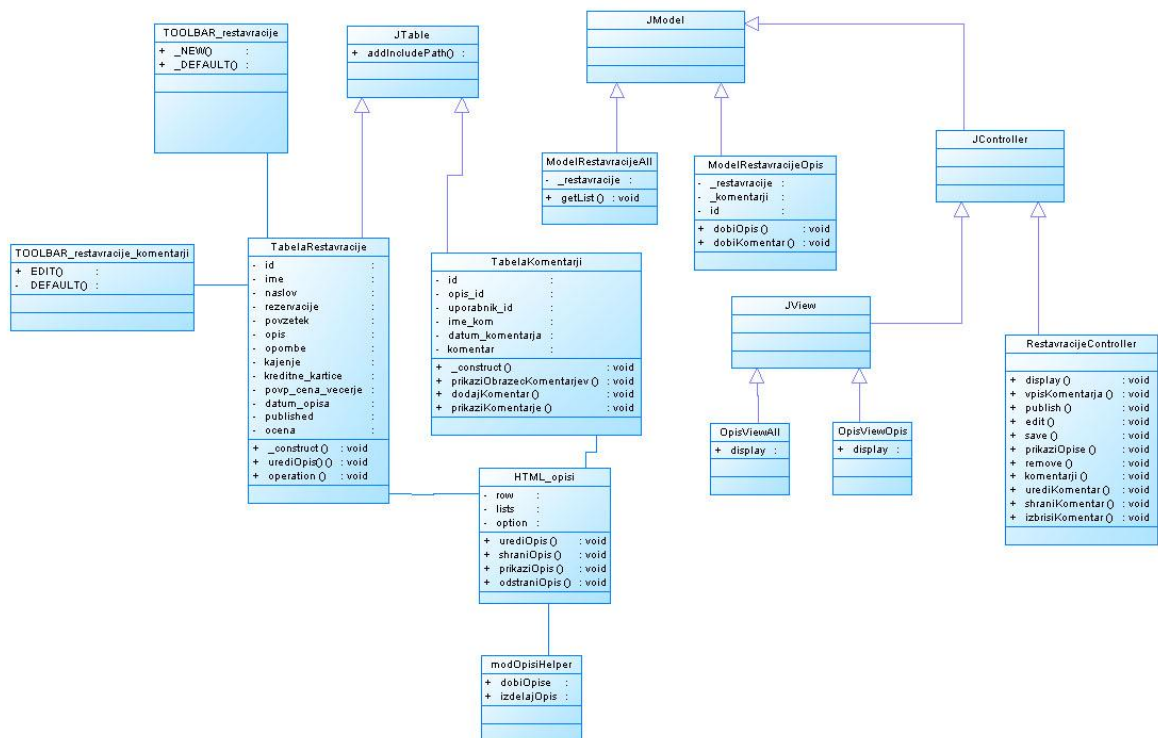 TOOLBAR_restavracije
+ _NEW() :
+ _DEFAULT() :
JTable
+ addIncludePath() :
JModel
JController
ModelRestavracijeAll
- _restavracije :
+ getList () : void
ModelRestavracijeOpis
- _restavracije :
- _komentarji :
- id :
+ dobiOpis () : void
+ dobiKomentar () : void
TOOLBAR_restavracije_komentarji
+ EDIT() :
- DEFAULT() :
TabelaRestavracije
- id :
- ime :
- naslov :
- rezervacije :
- povzetek :
- opis :
- opombe :
- kajenje :
- kreditne_kartice :
- povp_cena_vecerje :
- datum_opisa :
- published :
- ocena :
+ _construct () : void
+ urediOpis() () : void
+ operation () : void
TabelaKomentarji
- id :
- opis_id :
- uporabnik_id :
- ime_kom :
- datum_komentarja :
- komentar :
+ _construct () : void
+ prikaziObrazecKomentarjev () : void
+ dodajKomentar () : void
+ prikaziKomentarje () : void
JView
RestavracijeController
+ display () : void
+ vpisKomentarja () : void
+ publish () : void
+ edit () : void
+ save () : void
+ prikaziOpise () : void
+ remove () : void
+ komentarji () : void
+ urediKomentar () : void
+ shraniKomentar () : void
+ izbrisiKomentar () : void
OpisViewAll
+ display :
OpisViewOpis
+ display :
HTML_opisi
- row :
- lists :
- option :
+ urediOpis () : void
+ shraniOpis () : void
+ prikaziOpis () : void
+ odstraniOpis () : void
modOpisiHelper
+ dobiOpise :
+ izdelajOpis :